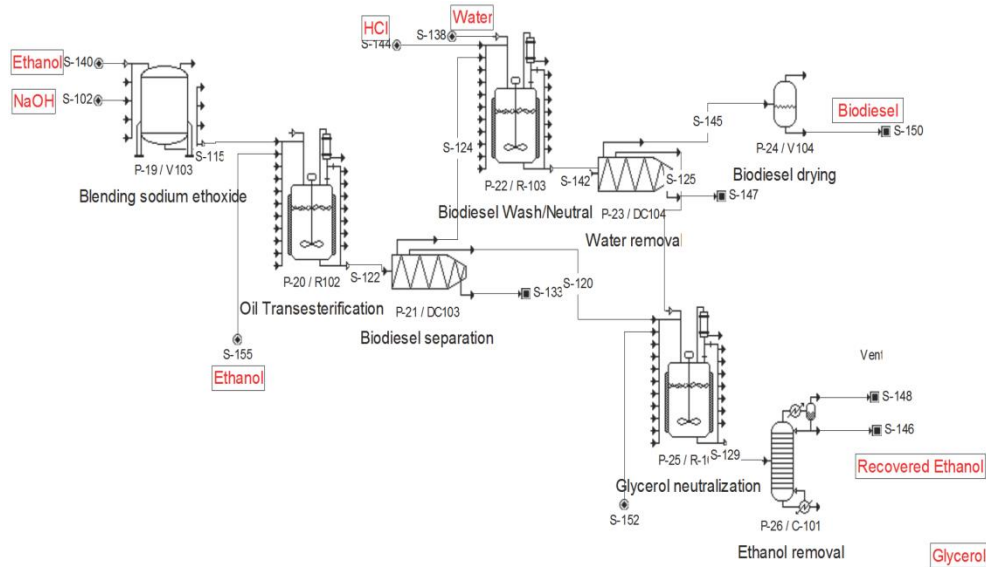 HCl
Water
S-144
S-138
Ethanol
S-140
NaOH
S-102
S-115
P-19 / V103
Blending sodium ethoxide
S-124
P-22 / R-103
Biodiesel Wash/Neutral
S-142
S-125
P-23 / DC104
Water removal
S-147
S-145
P-24 / V104
Biodiesel drying
Biodiesel
S-150
P-20 / R102
Oil Transesterification
S-122
P-21 / DC103
Biodiesel separation
S-133
S-120
S-155
Ethanol
P-25 / R-10
S-129
Glycerol neutralization
S-152
Vent
S-148
S-146
Recovered Ethanol
P-26 / C-101
Ethanol removal
Glycerol